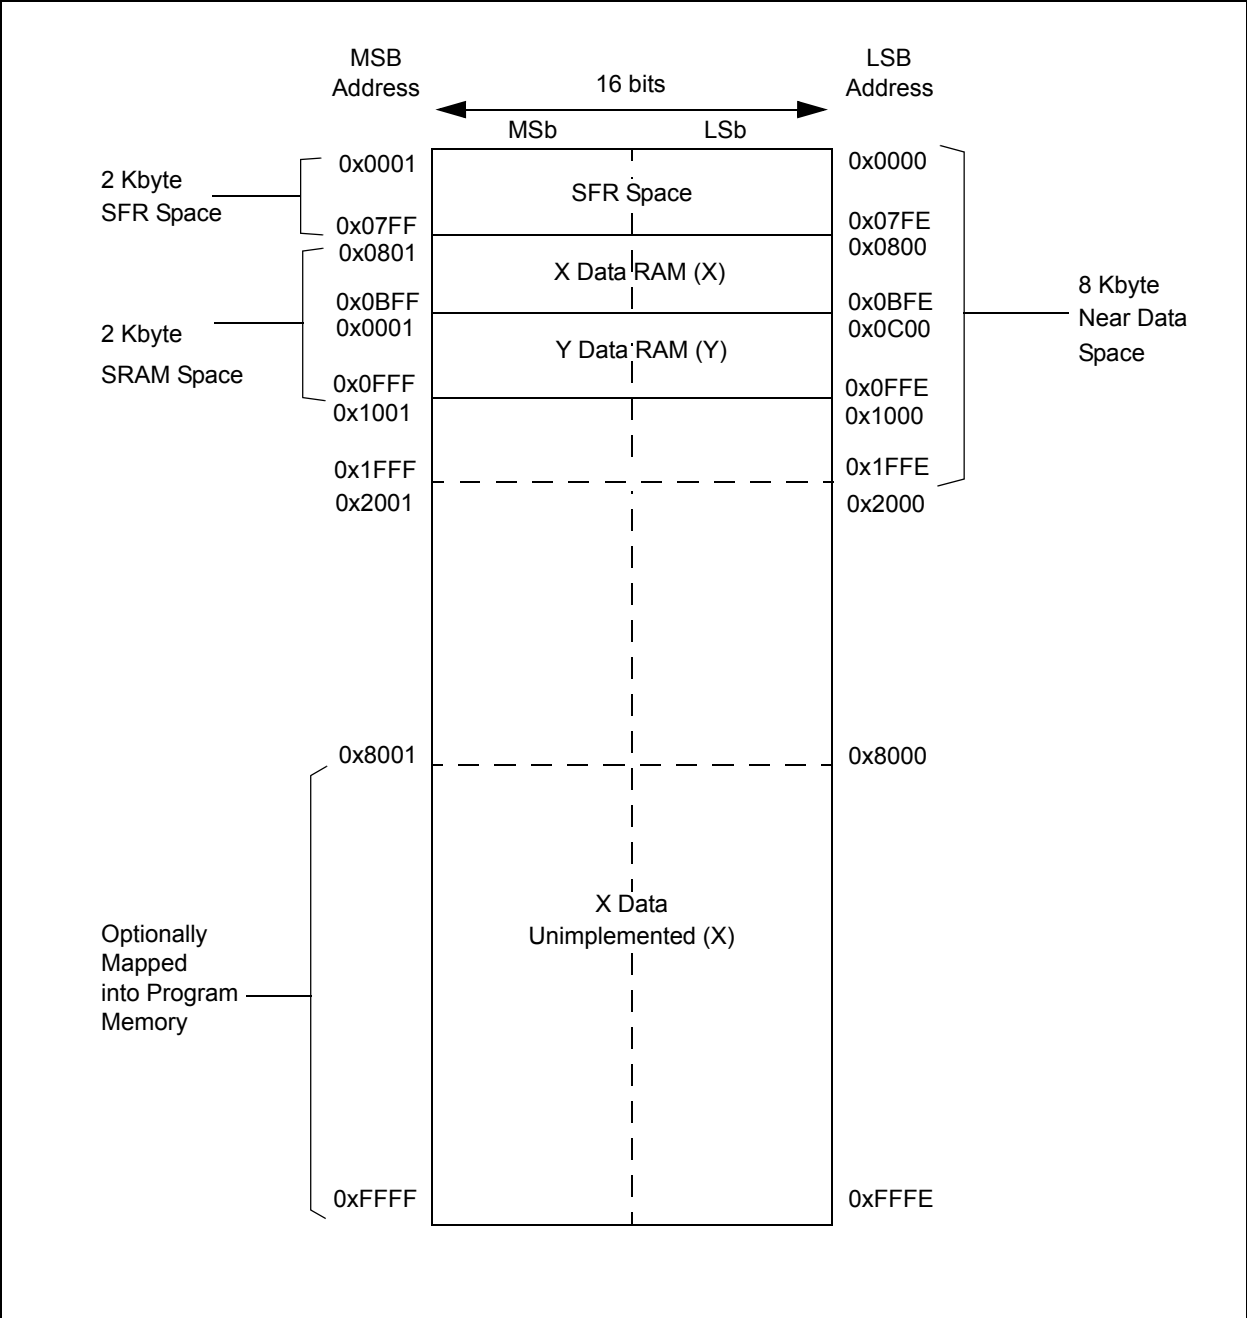 MSB
Address
16 bits
LSB
Address
MSb
LSb
2 Kbyte
SFR Space
0x0001
SFR Space
0x0000
0x07FF
0x07FE
0x0801
0x0800
X Data RAM (X)
0x0BFF
0x0BFE
2 Kbyte
SRAM Space
0x0001
0x0C00
Y Data RAM (Y)
0x0FFF
0x0FFE
0x1001
0x1000
8 Kbyte
Near Data
Space
0x1FFF
0x1FFE
0x2001
0x2000
0x8001
0x8000
X Data
Unimplemented (X)
Optionally
Mapped
into Program
Memory
0xFFFF
0xFFFE